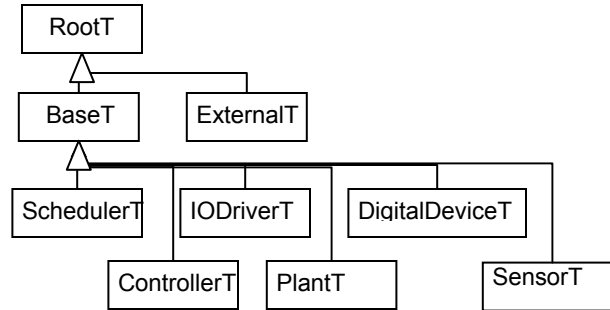 RootT
BaseT
ExternalT
SchedulerT
IODriverT
DigitalDeviceT
ControllerT
PlantT
SensorT